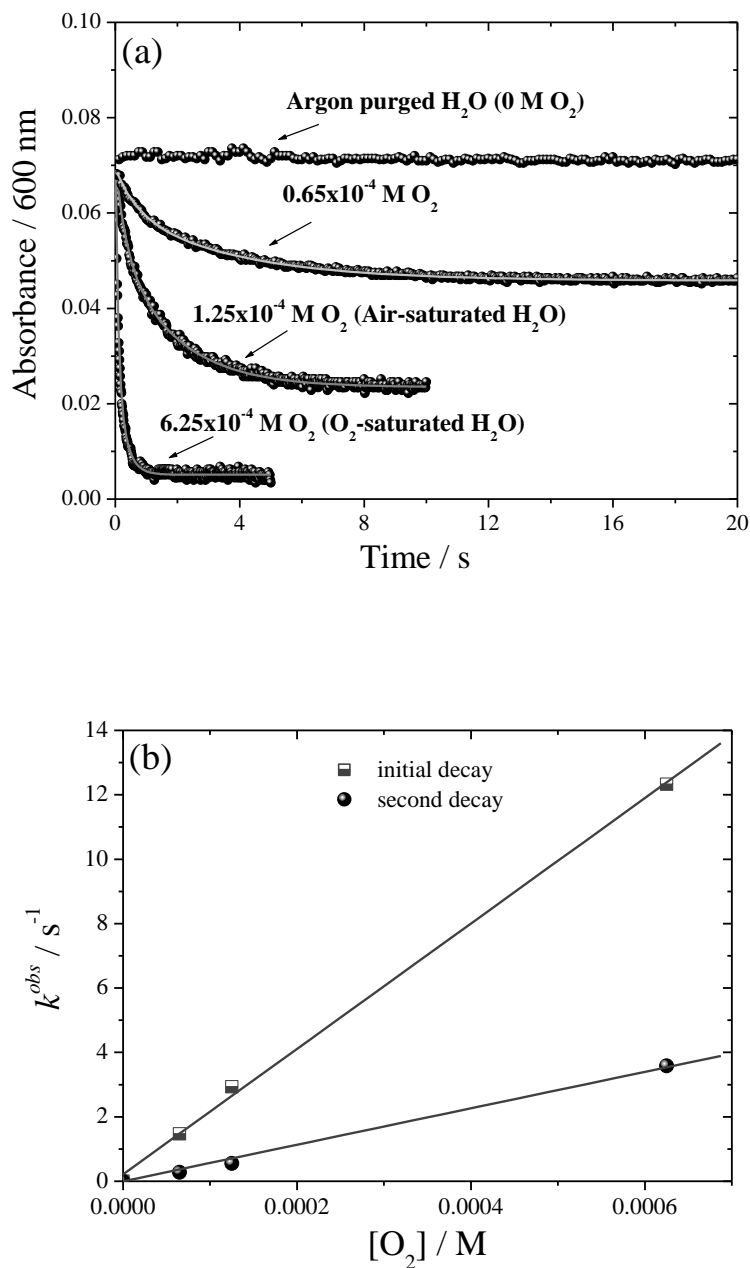 (a)
0.10
0.08
0.06
0.04
0.02
0.00
Absorbance / 600 nm
Argon purged H₂O (0 M O₂)
0.65x10⁻⁴ M O₂
1.25x10⁻⁴ M O₂ (Air-saturated H₂O)
6.25x10⁻⁴ M O₂ (O₂-saturated H₂O)
0 4 8 12 16 20
Time / s
(b)
initial decay
second decay
14
12
10
8
6
4
2
0
kᵒᵇˢ / s⁻¹
0.0000 0.0002 0.0004 0.0006
[O₂] / M